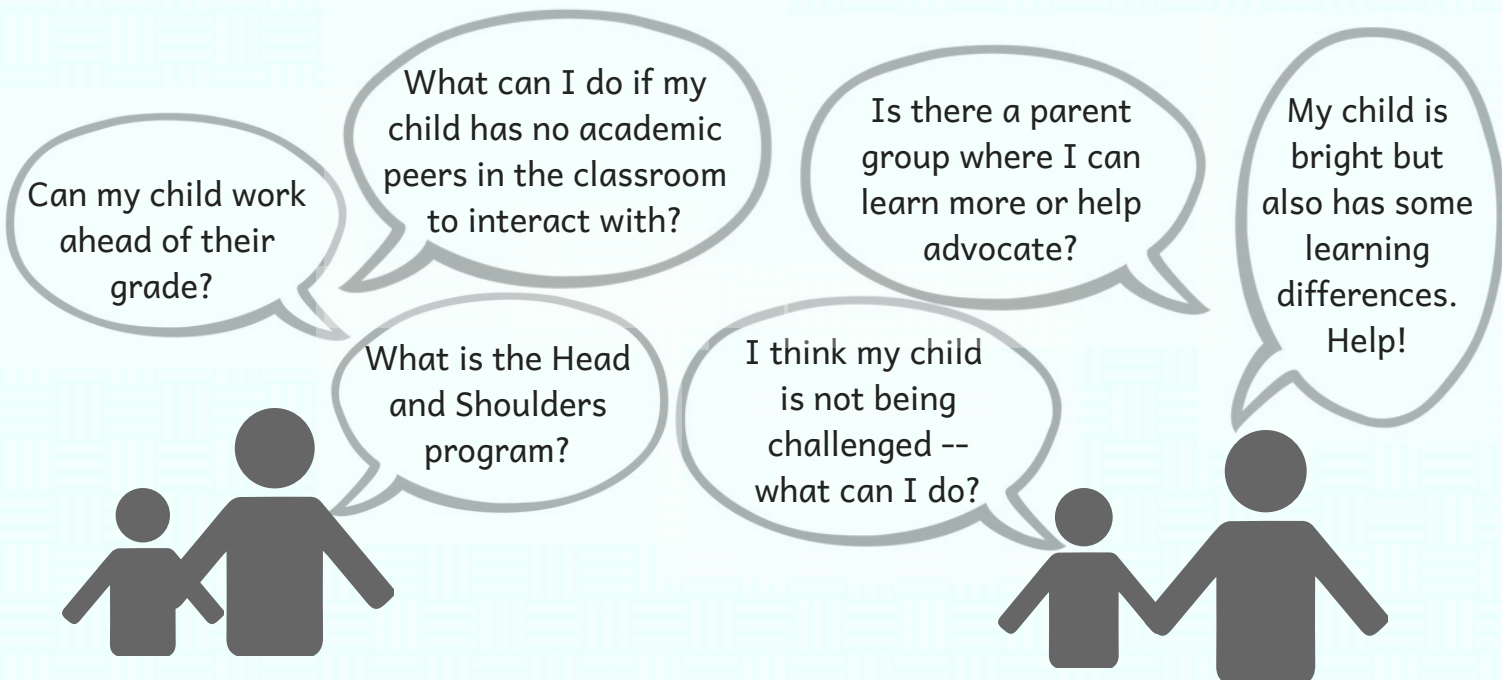 Can my child work
ahead of their
grade?
What can I do if my
child has no academic
peers in the classroom
to interact with?
Is there a parent
group where I can
learn more or help
advocate?
My child is
bright but
also has some
learning
differences.
Help!
What is the Head
and Shoulders
program?
I think my child
is not being
challenged --
what can I do?